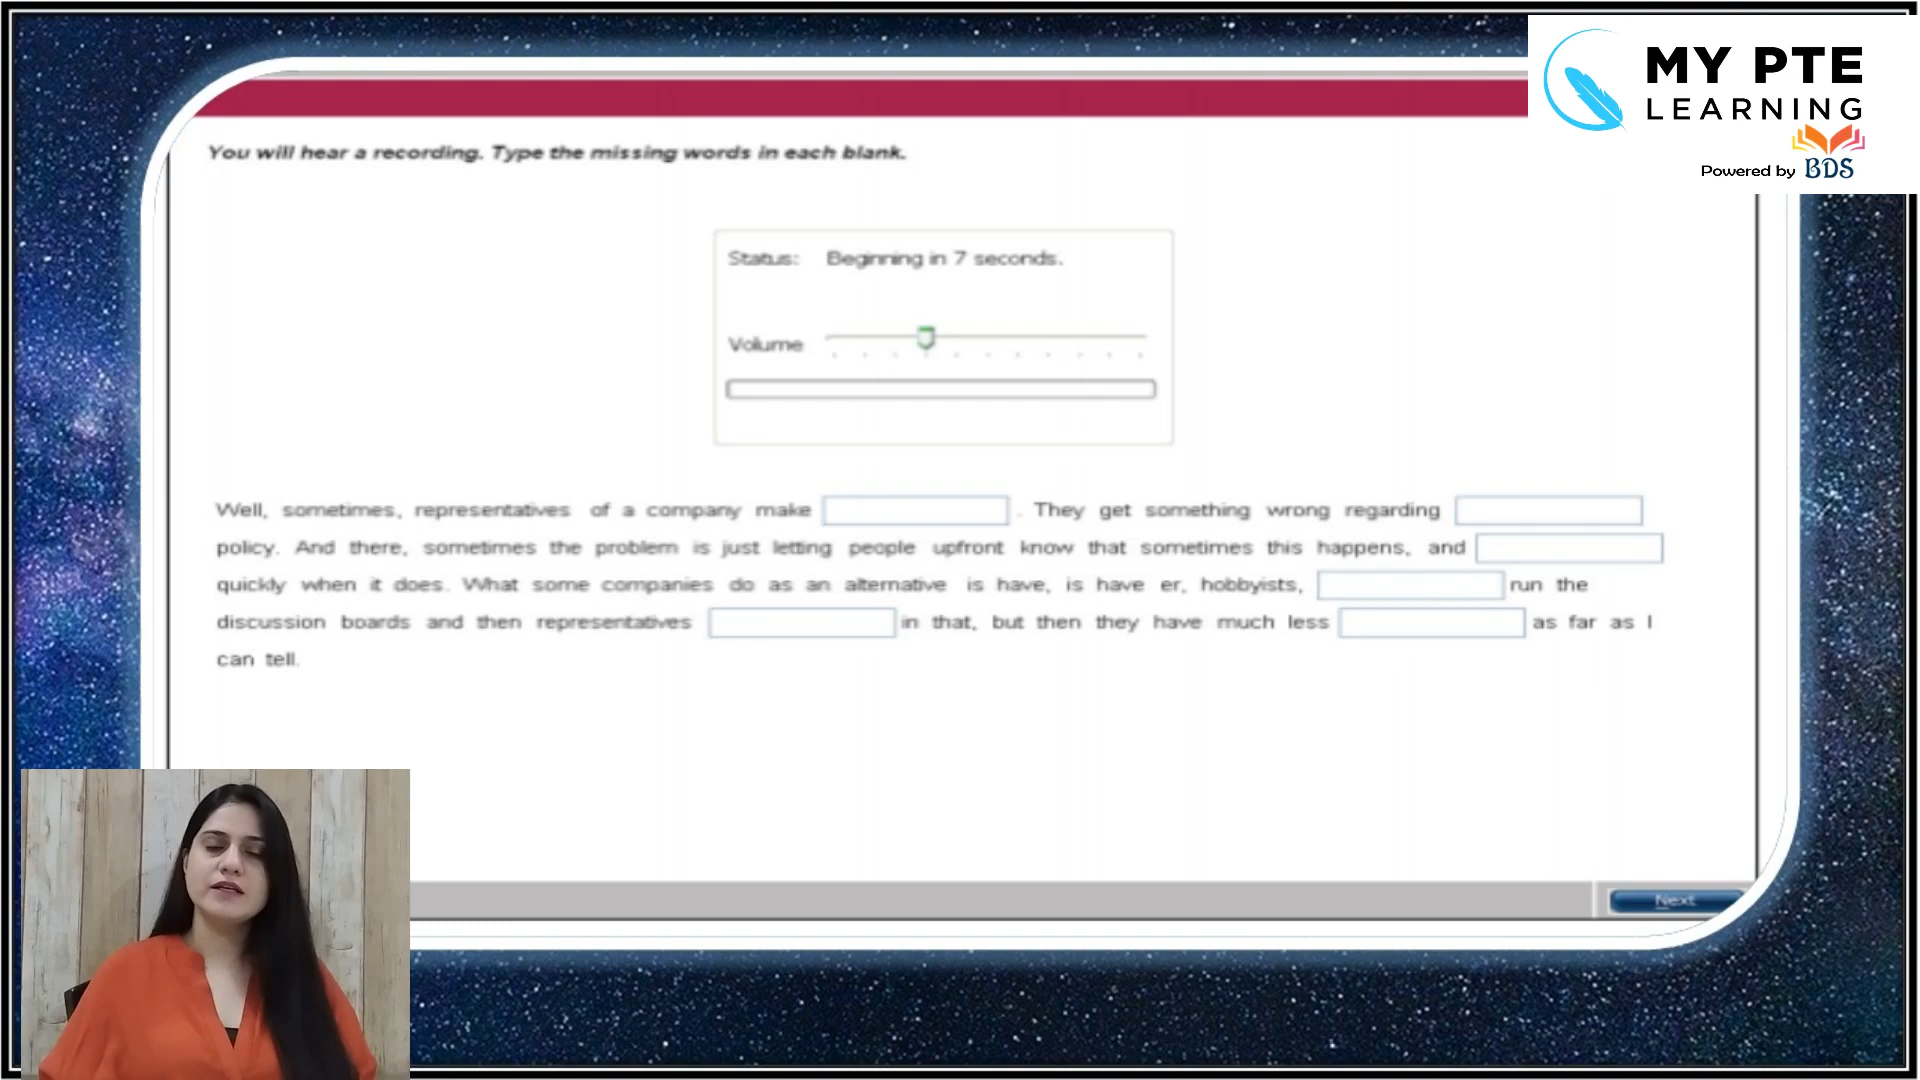 MY PTE
LEARNING
Powered by BDS
You will hear a recording. Type the missing words in each blank.
Status: Beginning in 7 seconds.
Volume
Well, sometimes, representatives of a company make . They get something wrong regarding
policy. And there, sometimes the problem is just letting people upfront know that sometimes this happens, and
quickly when it does. What some companies do as an alternative is have, is have er, hobbyists, run the
discussion boards and then representatives in that, but then they have much less as far as I
can tell.
Next